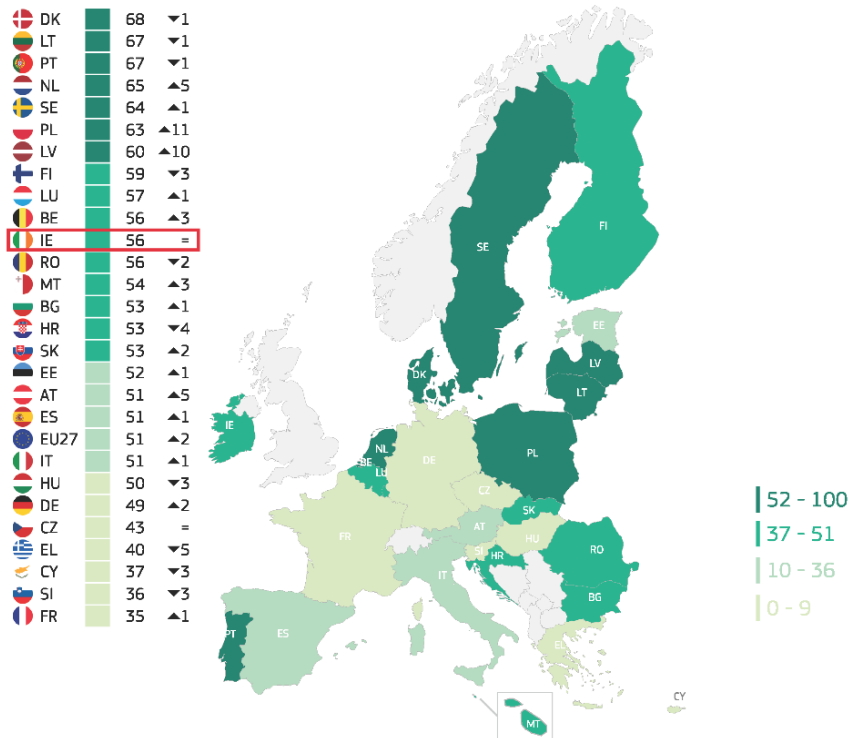 DK 68 ▼1
LT 67 ▼1
PT 67 ▼1
NL 65 ▲5
SE 64 ▲1
PL 63 ▲11
LV 60 ▲10
FI 59 ▼3
LU 57 ▲1
BE 56 ▲3
IE 56 =
RO 56 ▼2
MT 54 ▲3
BG 53 ▲1
HR 53 ▼4
SK 53 ▲2
EE 52 ▲1
AT 51 ▲5
ES 51 ▲1
EU27 51 ▲2
IT 51 ▲1
HU 50 ▼3
DE 49 ▲2
CZ 43 =
EL 40 ▼5
CY 37 ▼3
SI 36 ▼3
FR 35 ▲1
FI
SE
EE
LV
DK
LT
IE
NL
PL
BE
DE
LU
CZ
SK
AT
FR
HU
SI
HR
RO
IT
BG
PT
ES
EL
CY
MT
52 - 100
37 - 51
10 - 36
0 - 9